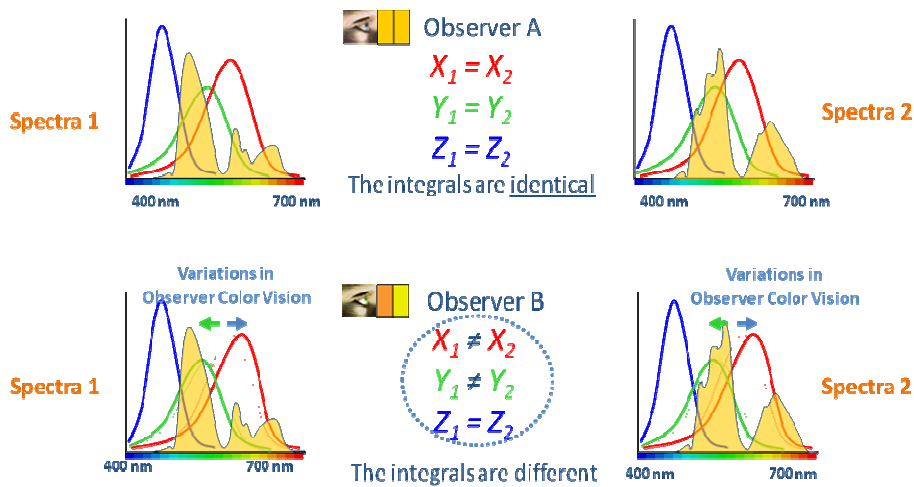 Observer A
X1 = X2
Y1 = Y2
Z1 = Z2
The integrals are identical
Spectra 1
400 nm
700 nm
Spectra 2
400 nm
700 nm
Variations in
Observer Color Vision
Spectra 1
400 nm
700 nm
Observer B
X1 ≠ X2
Y1 ≠ Y2
Z1 = Z2
The integrals are different
Variations in
Observer Color Vision
Spectra 2
400 nm
700nm